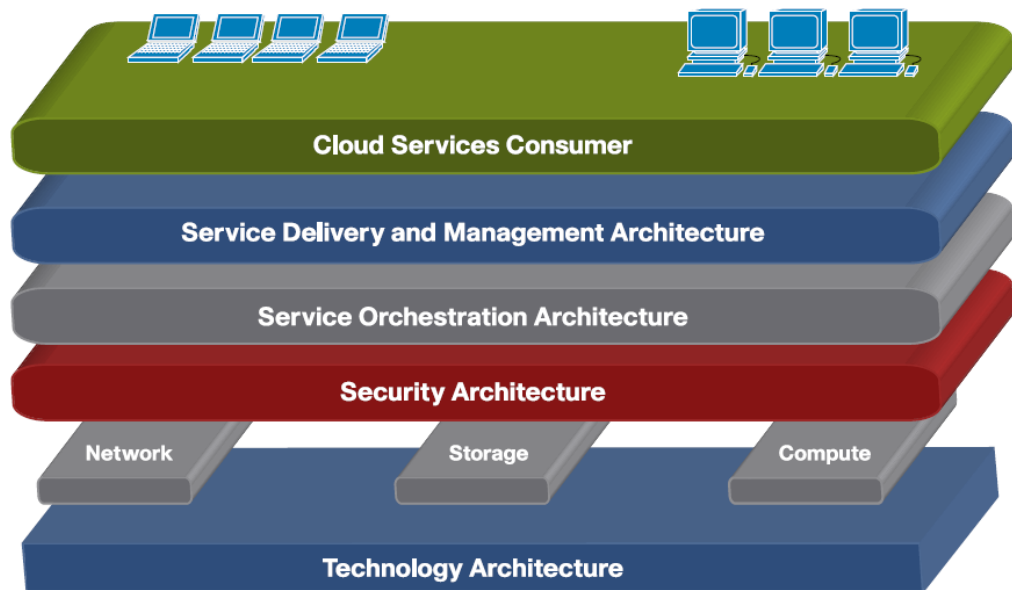 Cloud Services Consumer
Service Delivery and Management Architecture
Service Orchestration Architecture
Security Architecture
Network
Storage
Compute
Technology Architecture